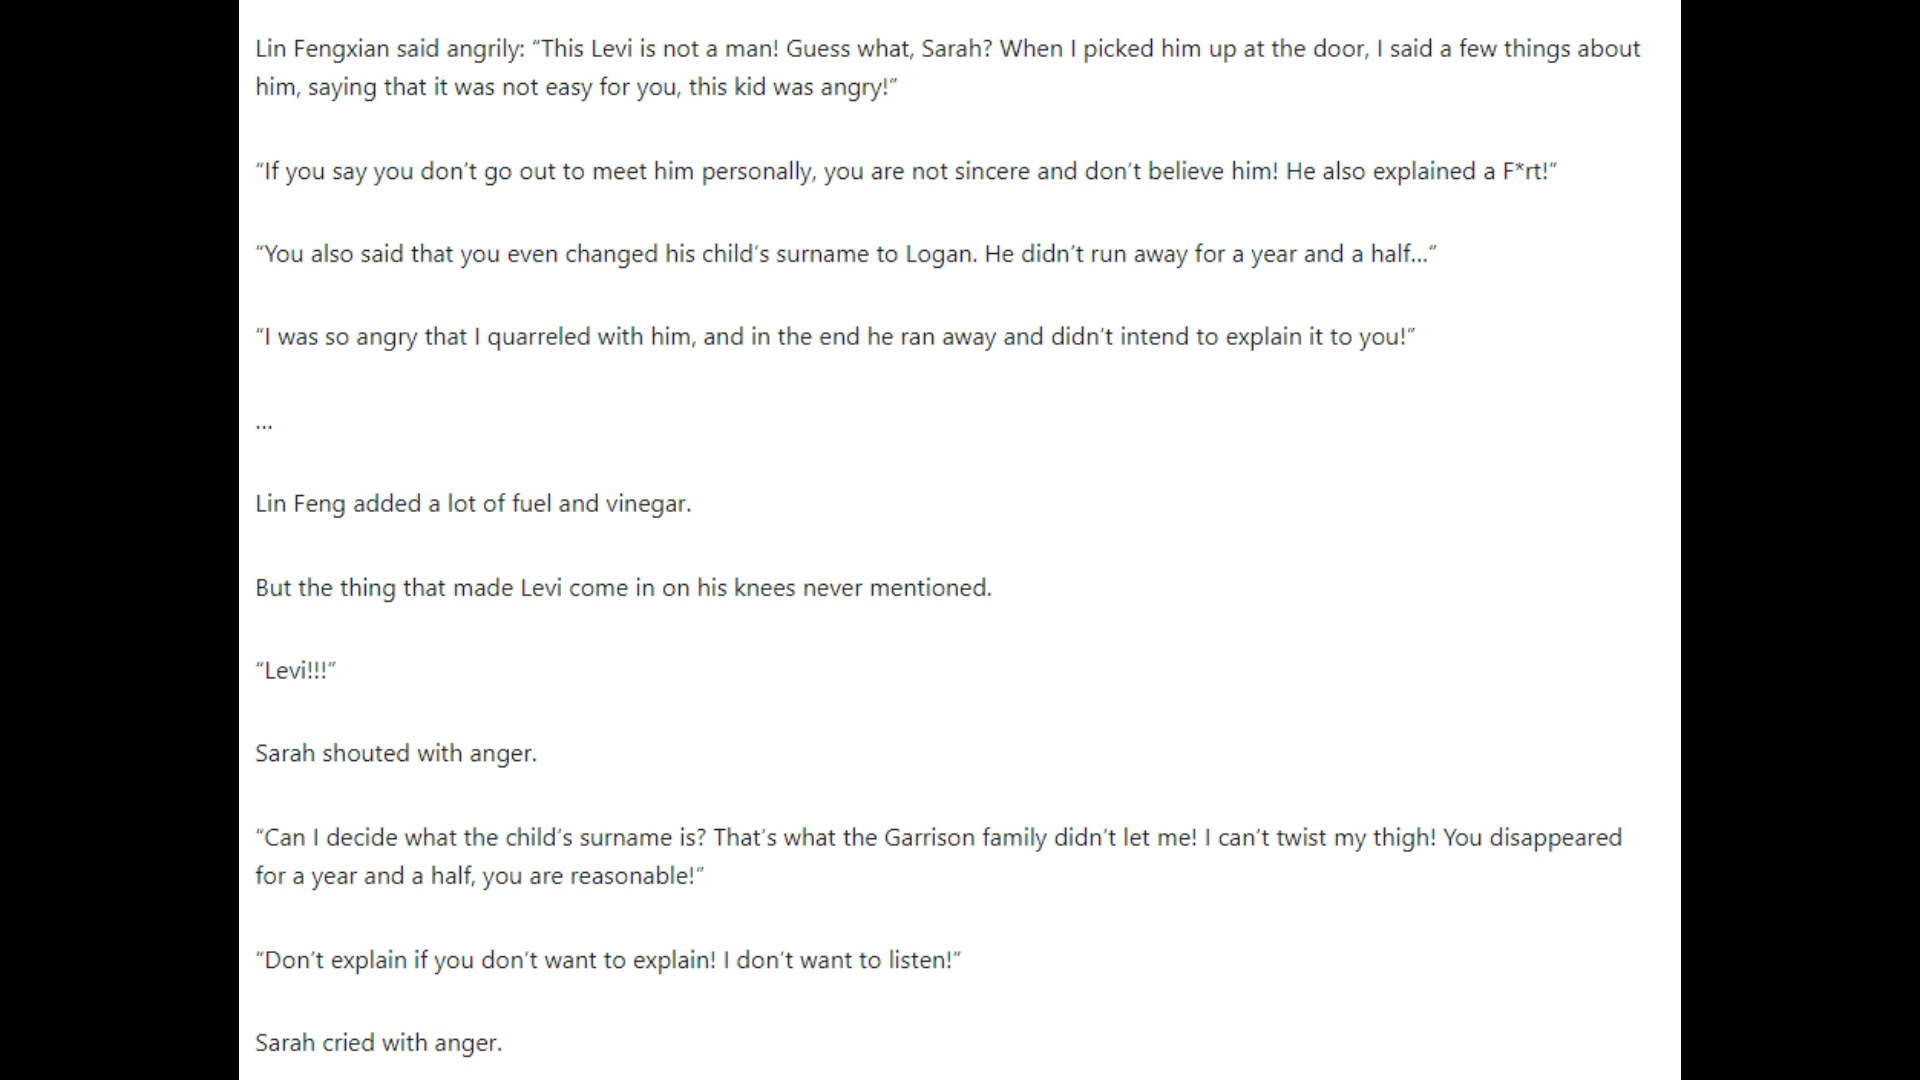 Lin Fengxian said angrily: “This Levi is not a man! Guess what, Sarah? When I picked him up at the door, I said a few things about
him, saying that it was not easy for you, this kid was angry!”
“If you say you don’t go out to meet him personally, you are not sincere and don’t believe him! He also explained a F*rt!”
“You also said that you even changed his child’s surname to Logan. He didn’t run away for a year and a half…”
“I was so angry that I quarreled with him, and in the end he ran away and didn’t intend to explain it to you!”
…
Lin Feng added a lot of fuel and vinegar.
But the thing that made Levi come in on his knees never mentioned.
“Levi!!!”
Sarah shouted with anger.
“Can I decide what the child’s surname is? That’s what the Garrison family didn’t let me! I can’t twist my thigh! You disappeared
for a year and a half, you are reasonable!”
“Don’t explain if you don’t want to explain! I don’t want to listen!”
Sarah cried with anger.